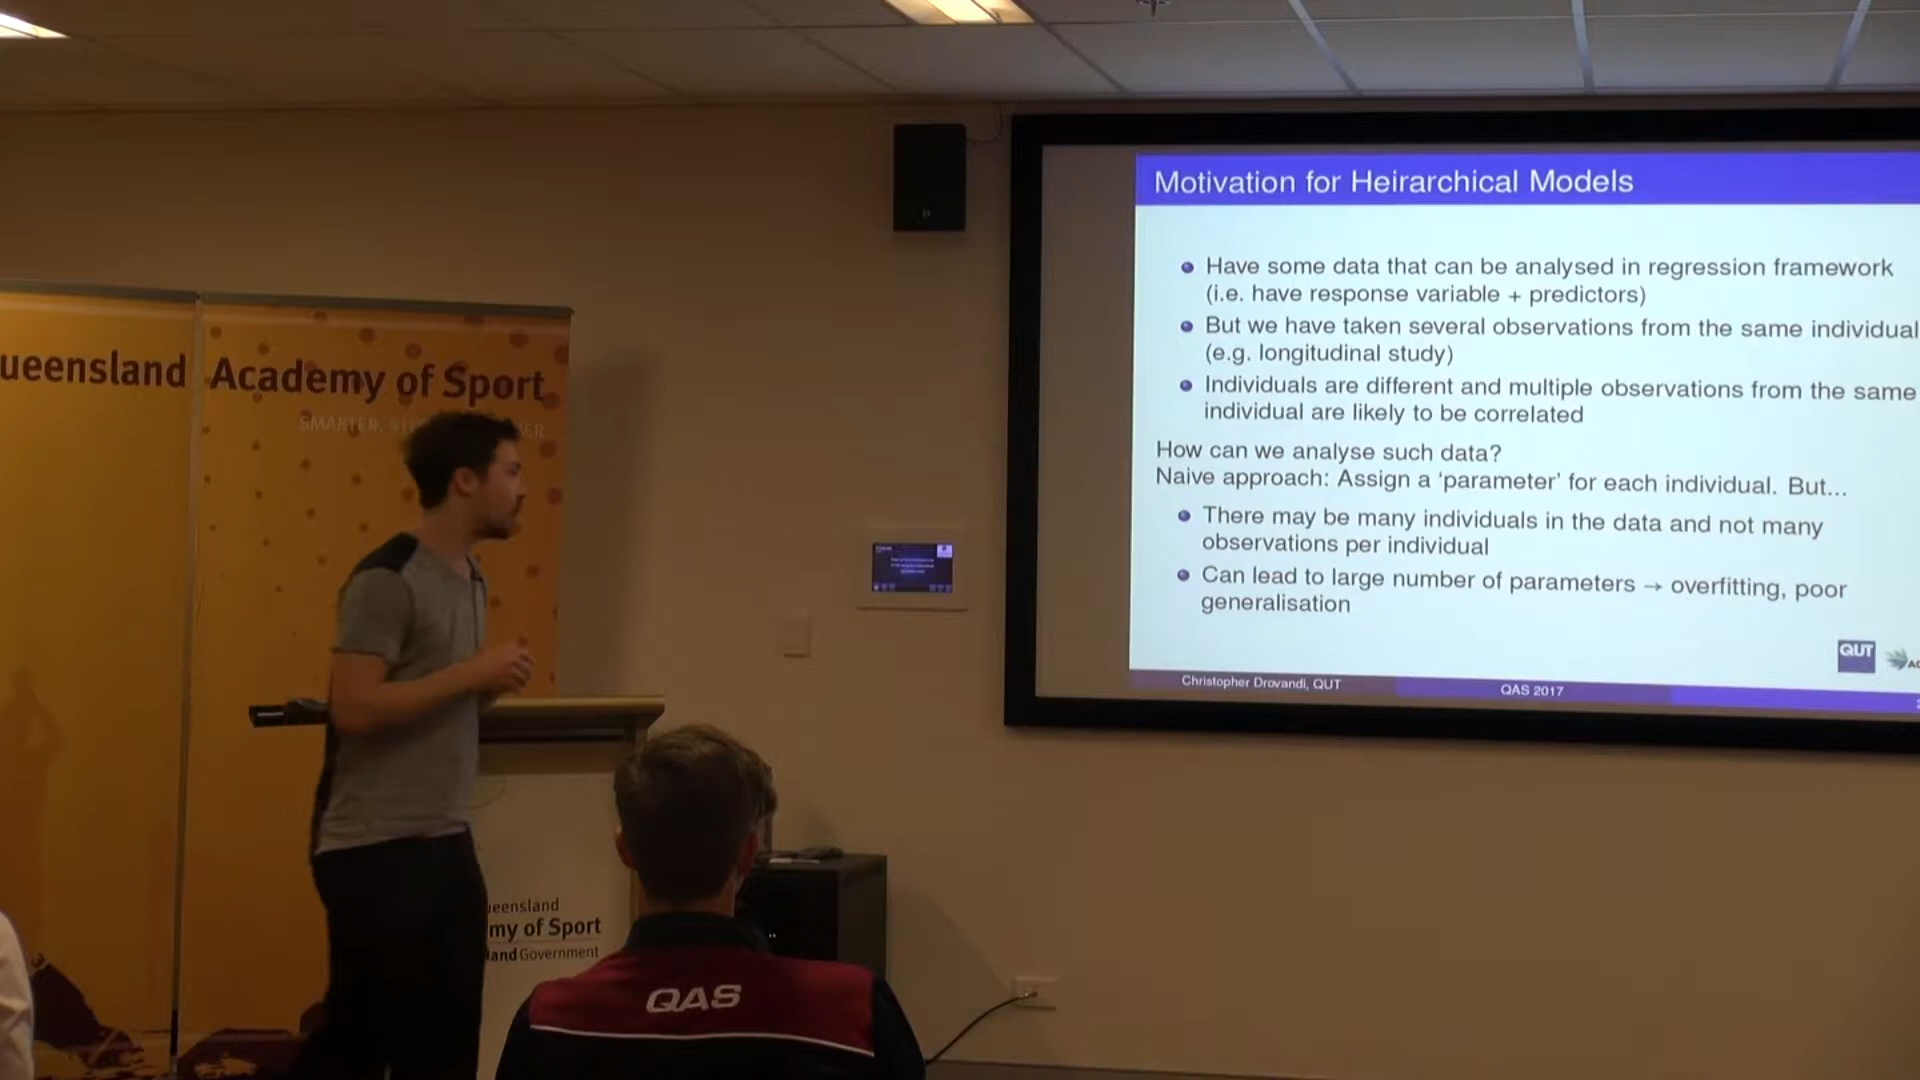 Motivation for Heirarchical Models
Have some data that can be analysed in regression framework
(i.e. have response variable + predictors)
But we have taken several observations from the same individual
(e.g. longitudinal study)
Individuals are different and multiple observations from the same
individual are likely to be correlated
How can we analyse such data?
Naive approach: Assign a ‘parameter’ for each individual. But...
There may be many individuals in the data and not many
observations per individual
Can lead to large number of parameters → overfitting, poor
generalisation
QUT
Christopher Drovandi, QUT
QAS 2017
ueensland Academy of Sport
SMARTER.
ueensland
my of Sport
and Government
QAS